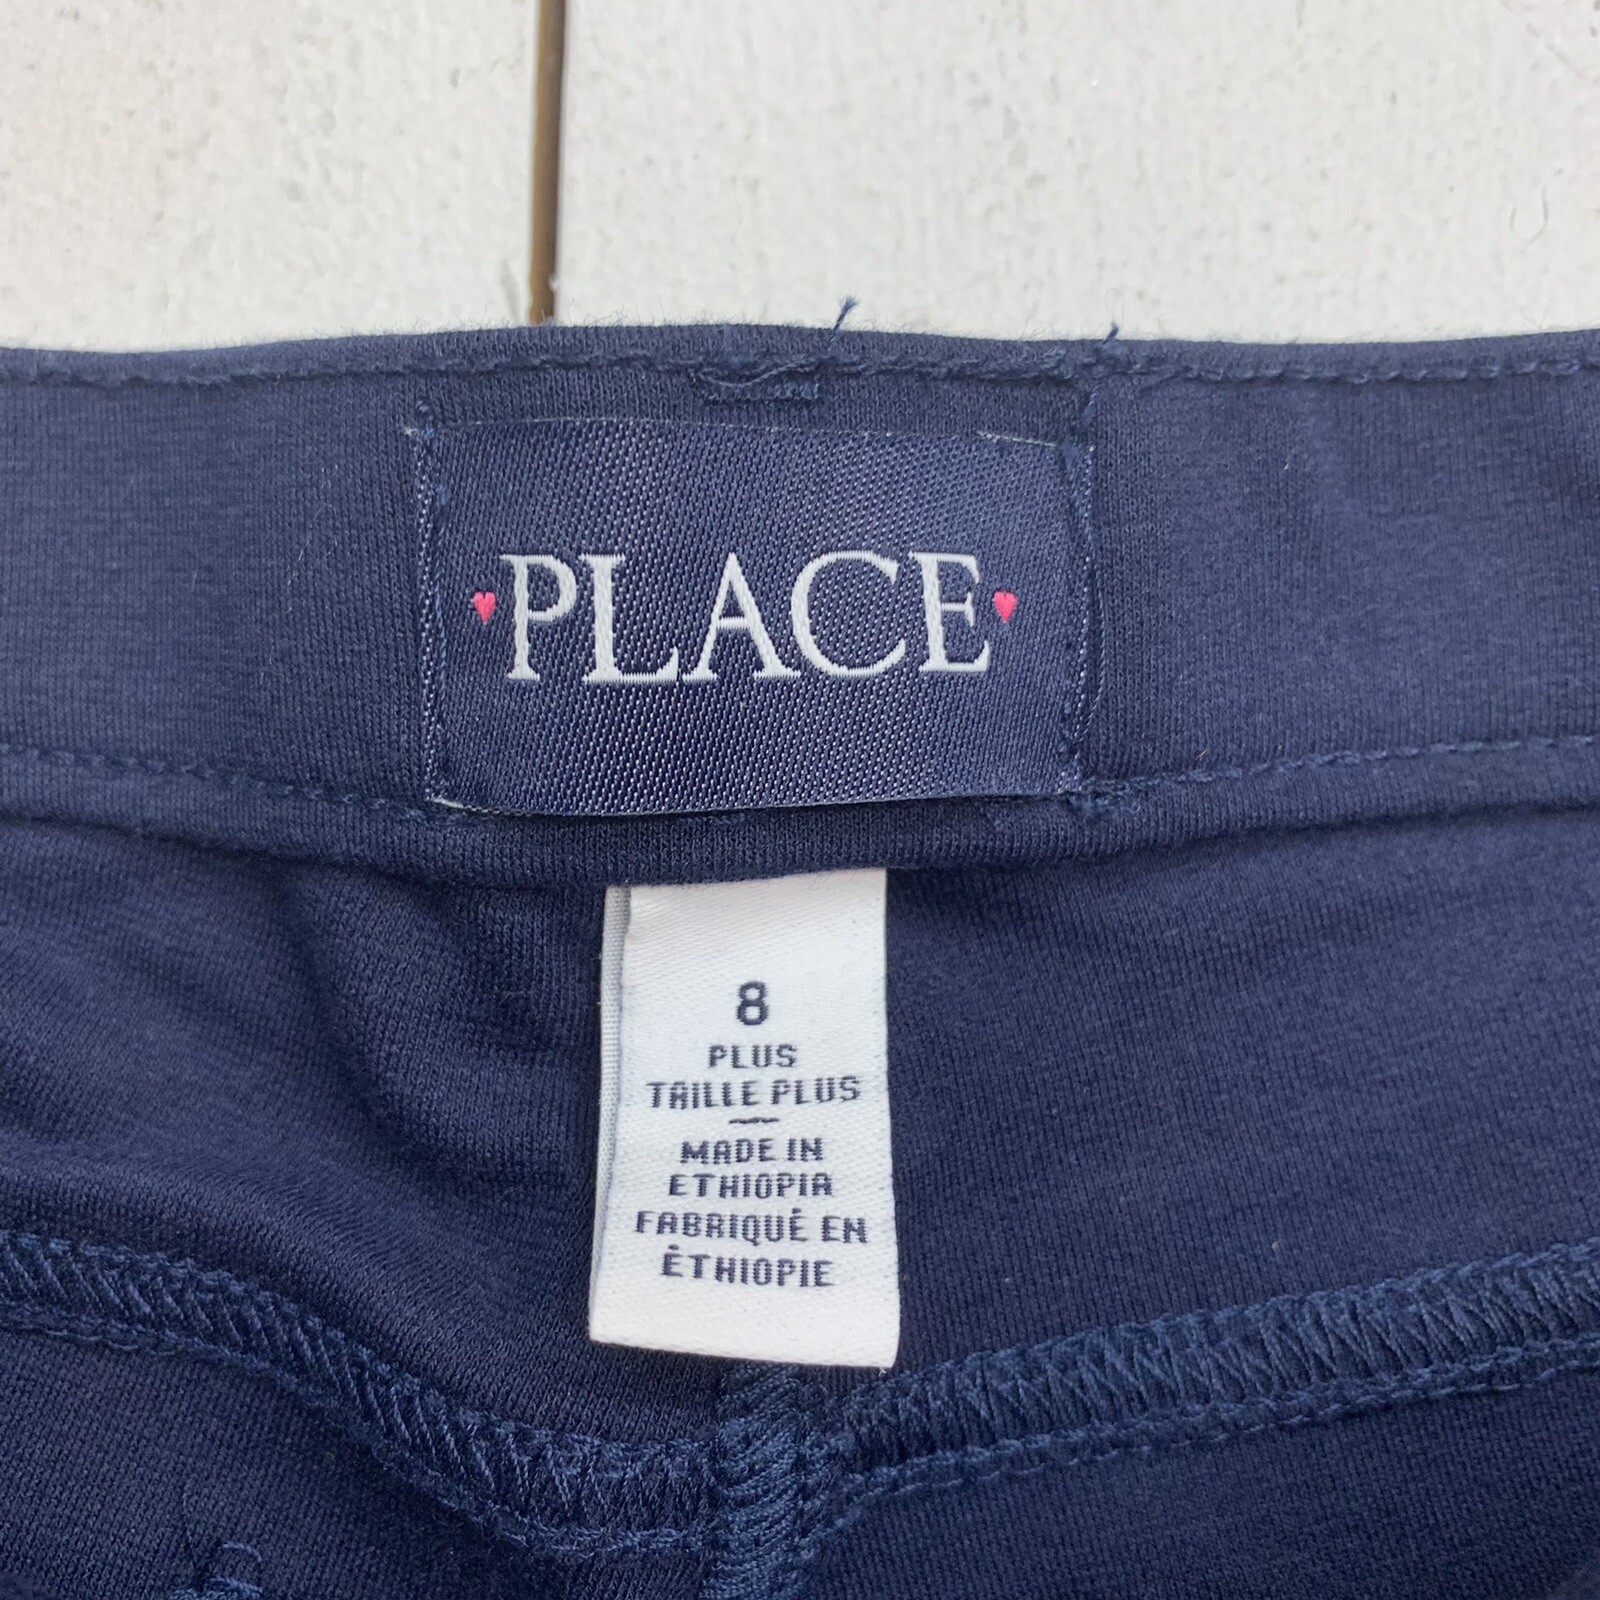 PLACE
8
PLUS
TAILLE PLUS
MADE IN
ETHIOPIA
FABRIQUÉ EN
ÉTHIOPIE